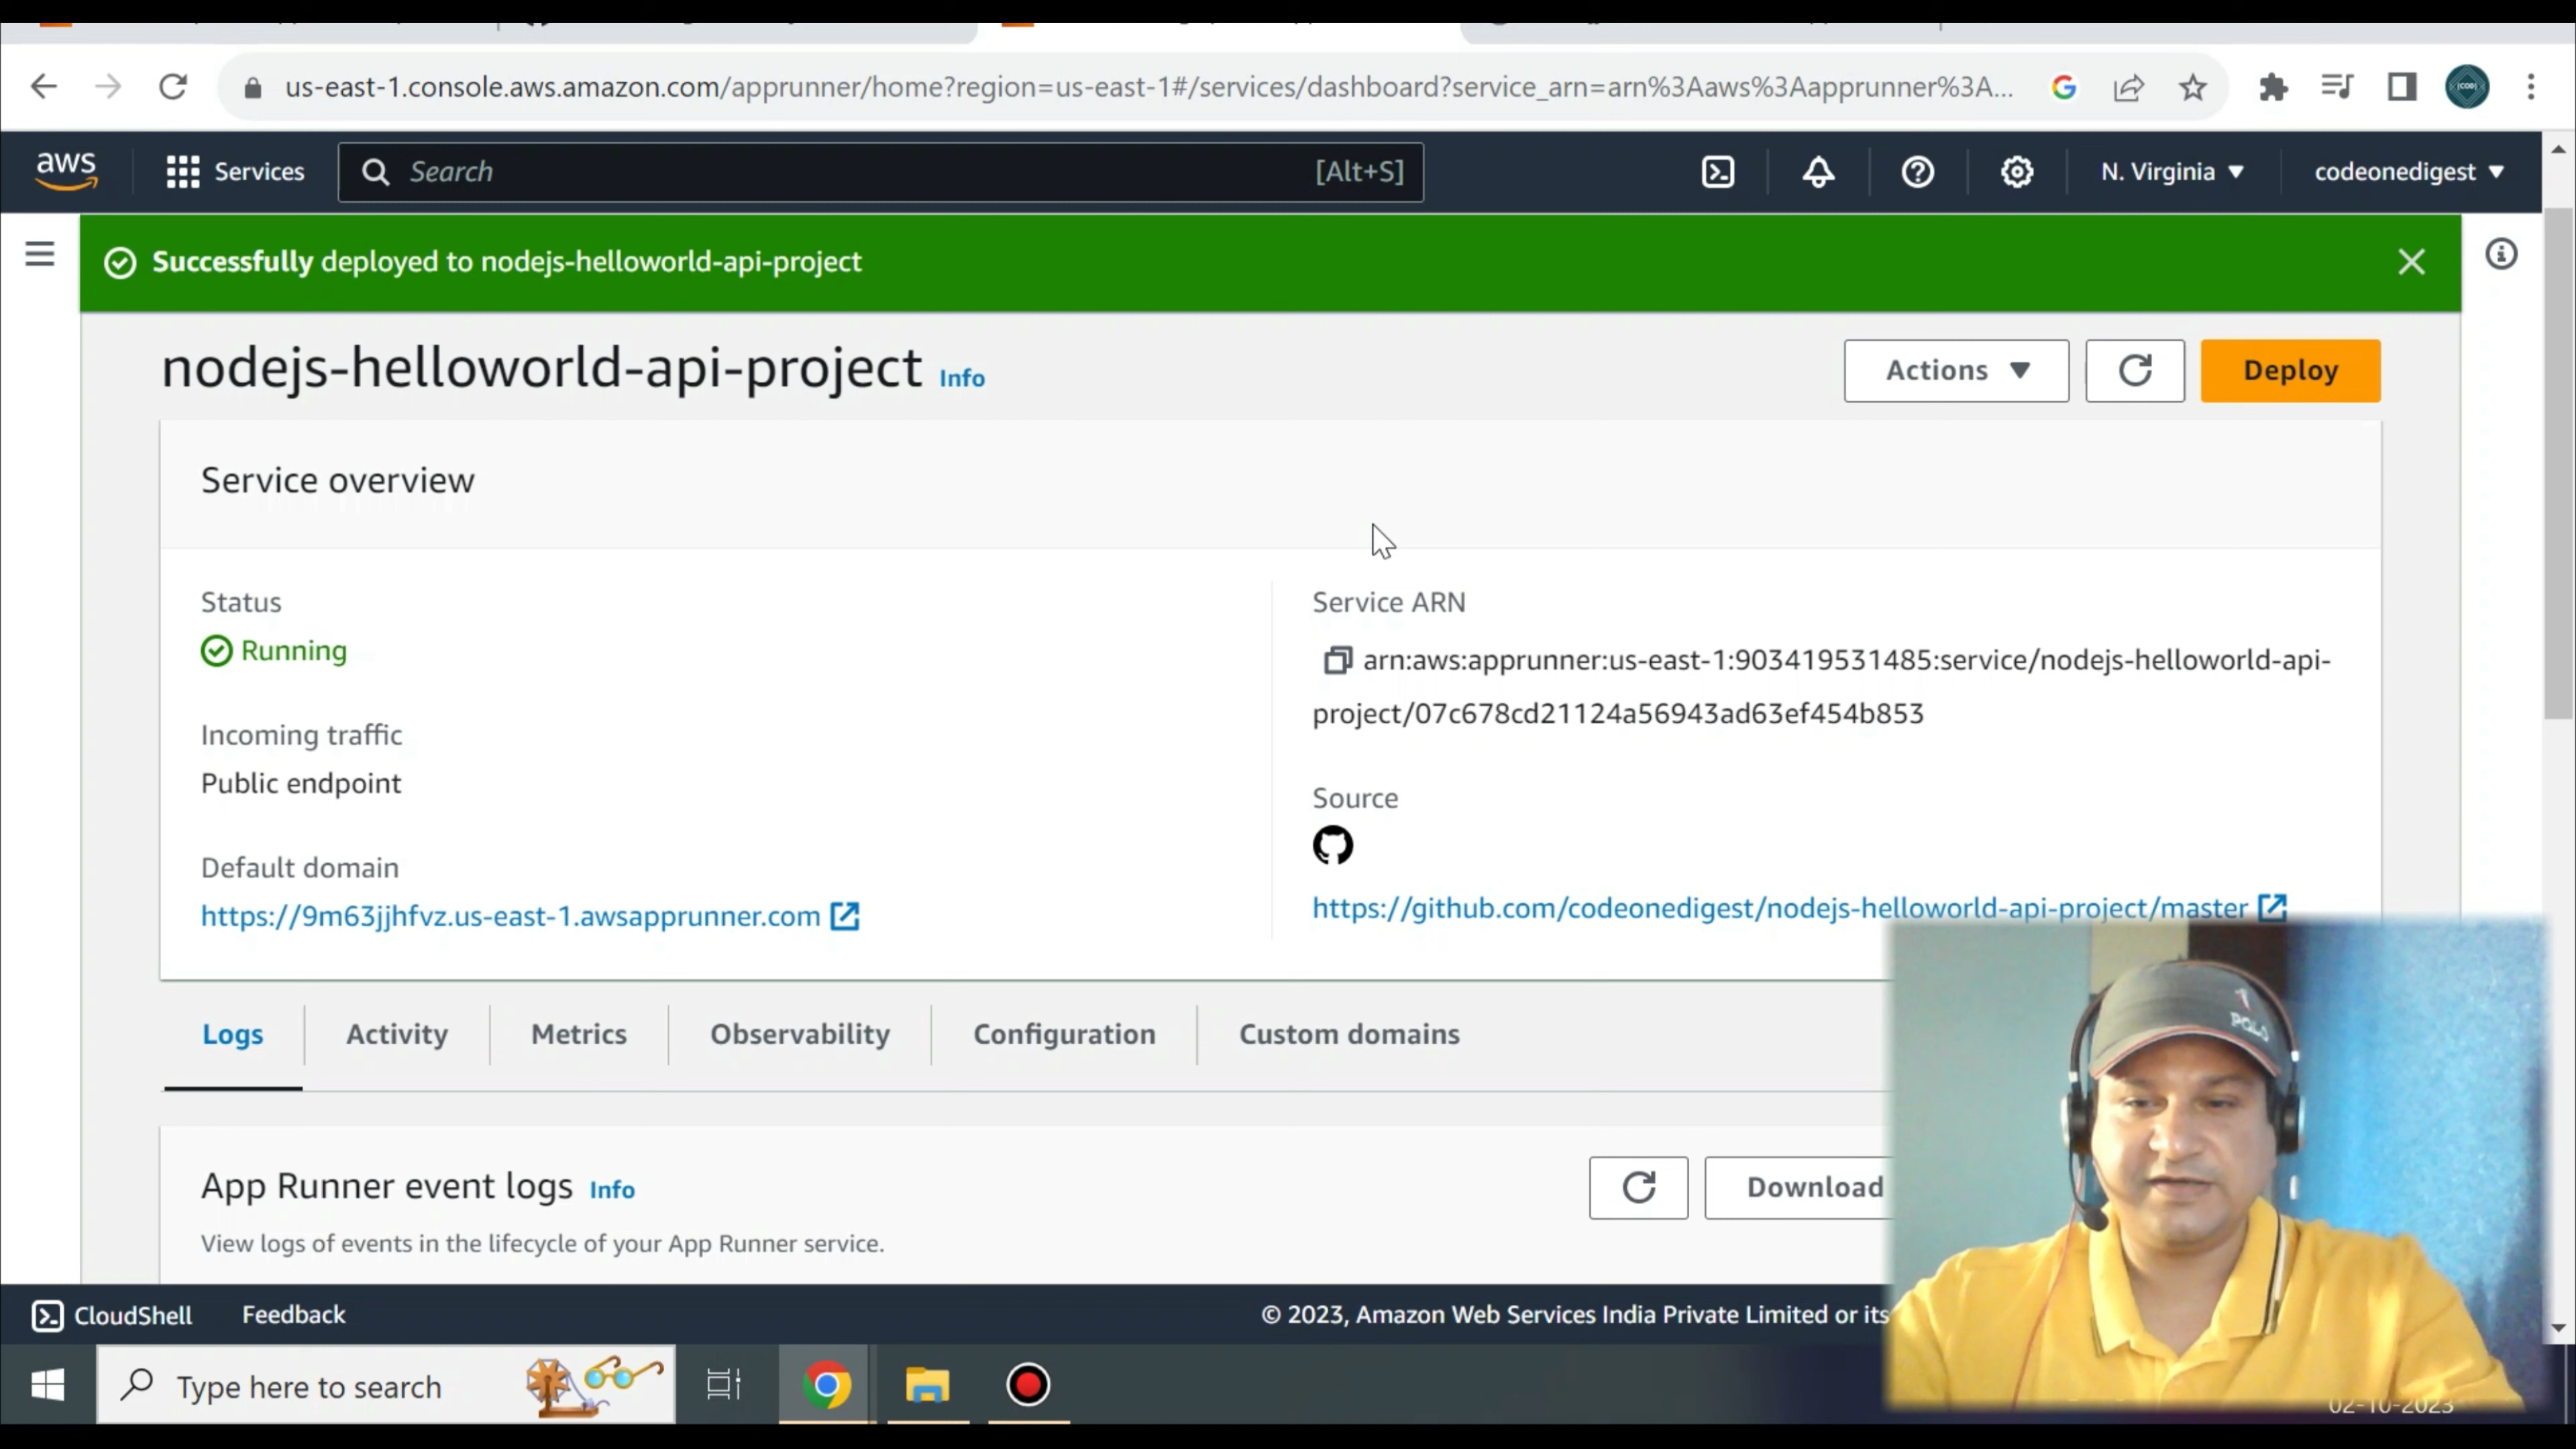 us-east-1.console.aws.amazon.com/apprunner/home?region=us-east-1#/services/dashboard?service_arn=arn%3Aaws%3Aapprunner%3A...
aws
Services
Search
[Alt+S]
N. Virginia
codeonedigest
Successfully deployed to nodejs-helloworld-api-project
nodejs-helloworld-api-project Info
Actions
Deploy
Service overview
Status
Running
Incoming traffic
Public endpoint
Default domain
https://9m63jjhfvz.us-east-1.awsapprunner.com
Service ARN
arn:aws:apprunner:us-east-1:903419531485:service/nodejs-helloworld-api-
project/07c678cd21124a56943ad63ef454b853
Source
https://github.com/codeonedigest/nodejs-helloworld-api-project/master
Logs
Activity
Metrics
Observability
Configuration
Custom domains
App Runner event logs Info
Download
View logs of events in the lifecycle of your App Runner service.
POLO
CloudShell
Feedback
© 2023, Amazon Web Services India Private Limited or its
Type here to search
02-10-2023